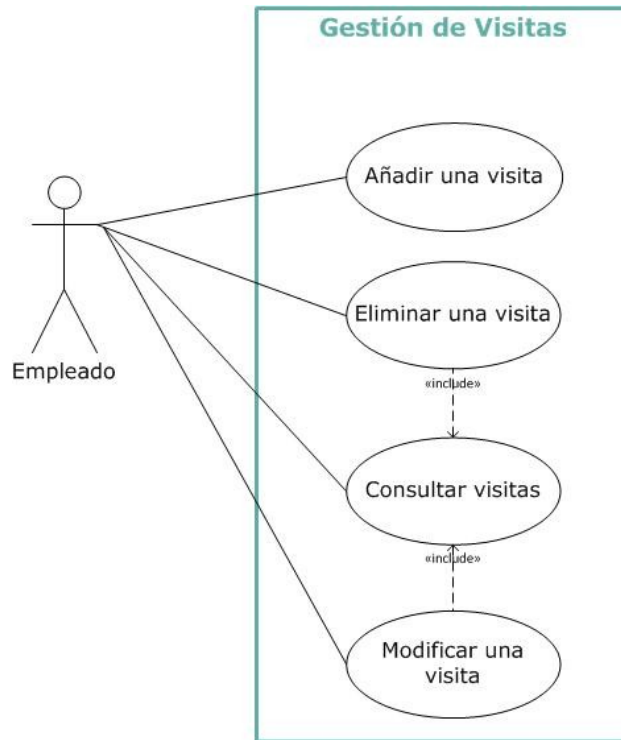 Gestión de Visitas
Añadir una visita
Eliminar una visita
Empleado
«include»
Consultar visitas
«include»
Modificar una
visita